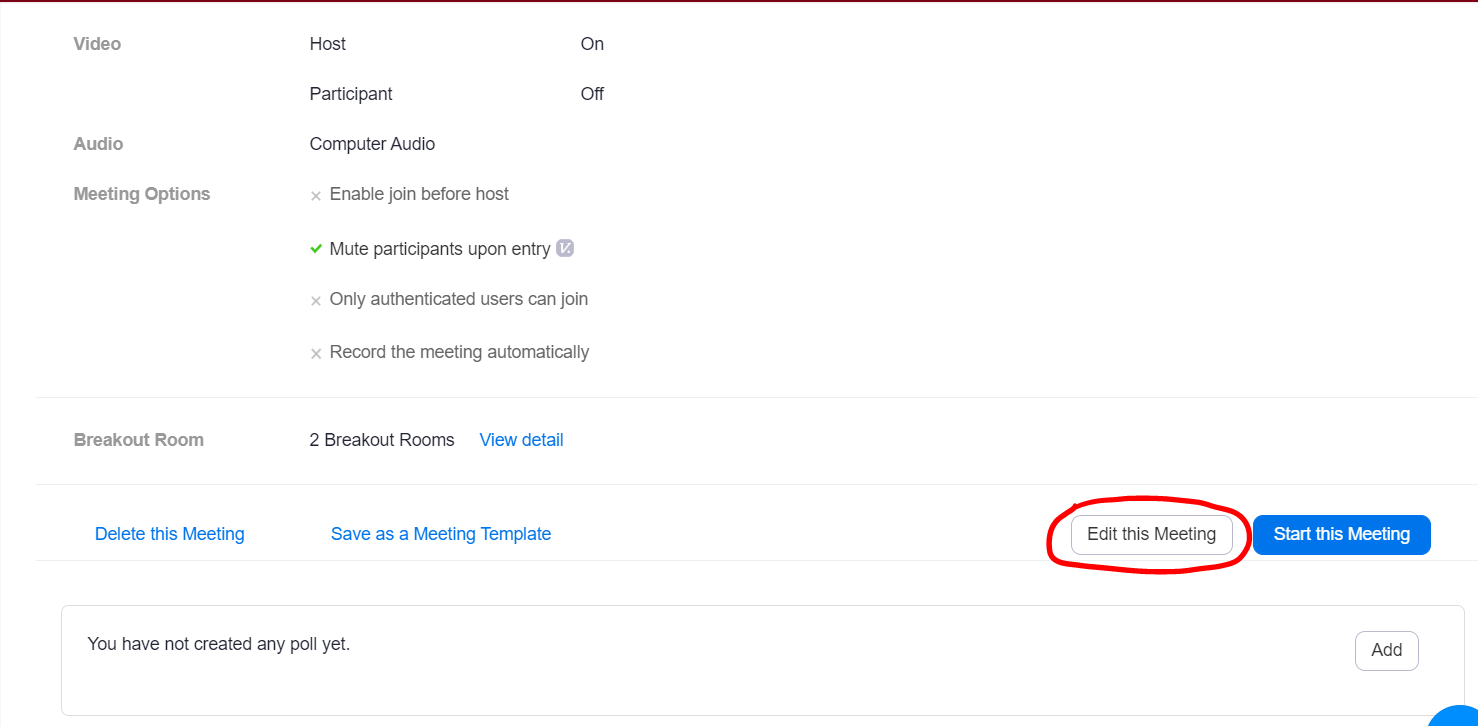 Video Host On
Participant Off
Audio Computer Audio
Meeting Options Enable join before host
Mute participants upon entry V.
Only authenticated users can join
Record the meeting automatically
Breakout Room 2 Breakout Rooms View detail
Delete this Meeting Save as a Meeting Template Edit this Meeting Start this Meeting
You have not created any poll yet. Add